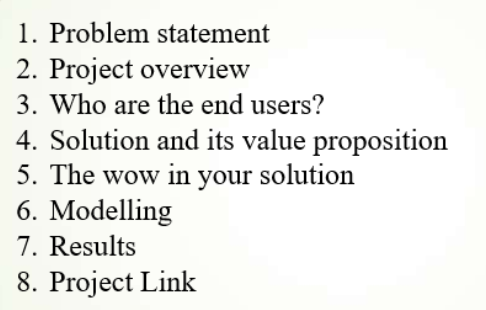 1. Problem statement
2. Project overview
3. Who are the end users?
4. Solution and its value proposition
5. The wow in your solution
6. Modelling
7. Results
8. Project Link